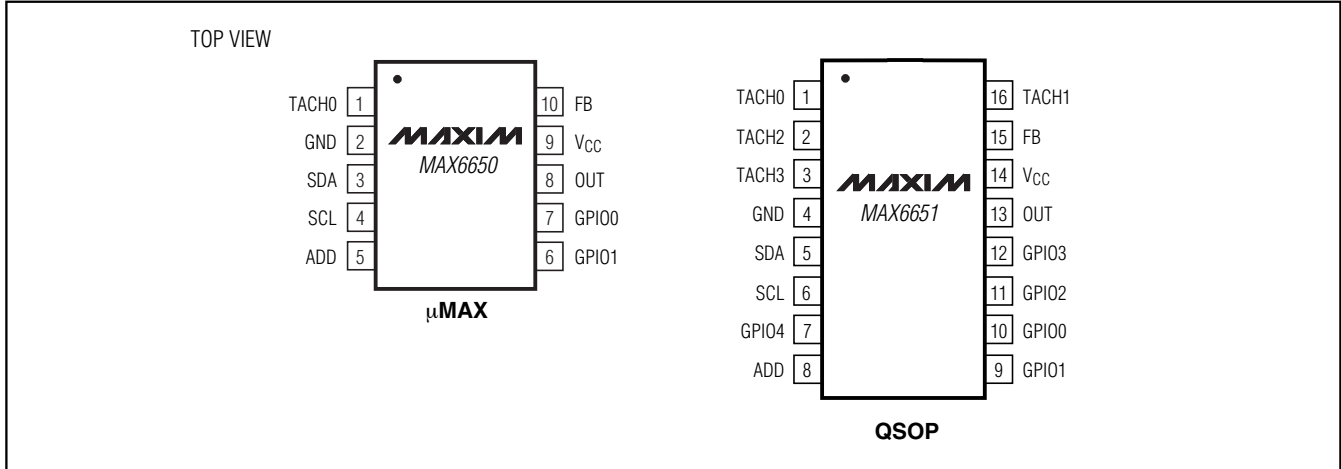 TOP VIEW
TACH0 1
GND 2
SDA 3
SCL 4
ADD 5
MAXIM
MAX6650
10 FB
9 VCC
8 OUT
7 GPIO0
6 GPIO1
µMAX
TACH0 1
TACH2 2
TACH3 3
GND 4
SDA 5
SCL 6
GPIO4 7
ADD 8
MAXIM
MAX6651
16 TACH1
15 FB
14 VCC
13 OUT
12 GPIO3
11 GPIO2
10 GPIO0
9 GPIO1
QSOP